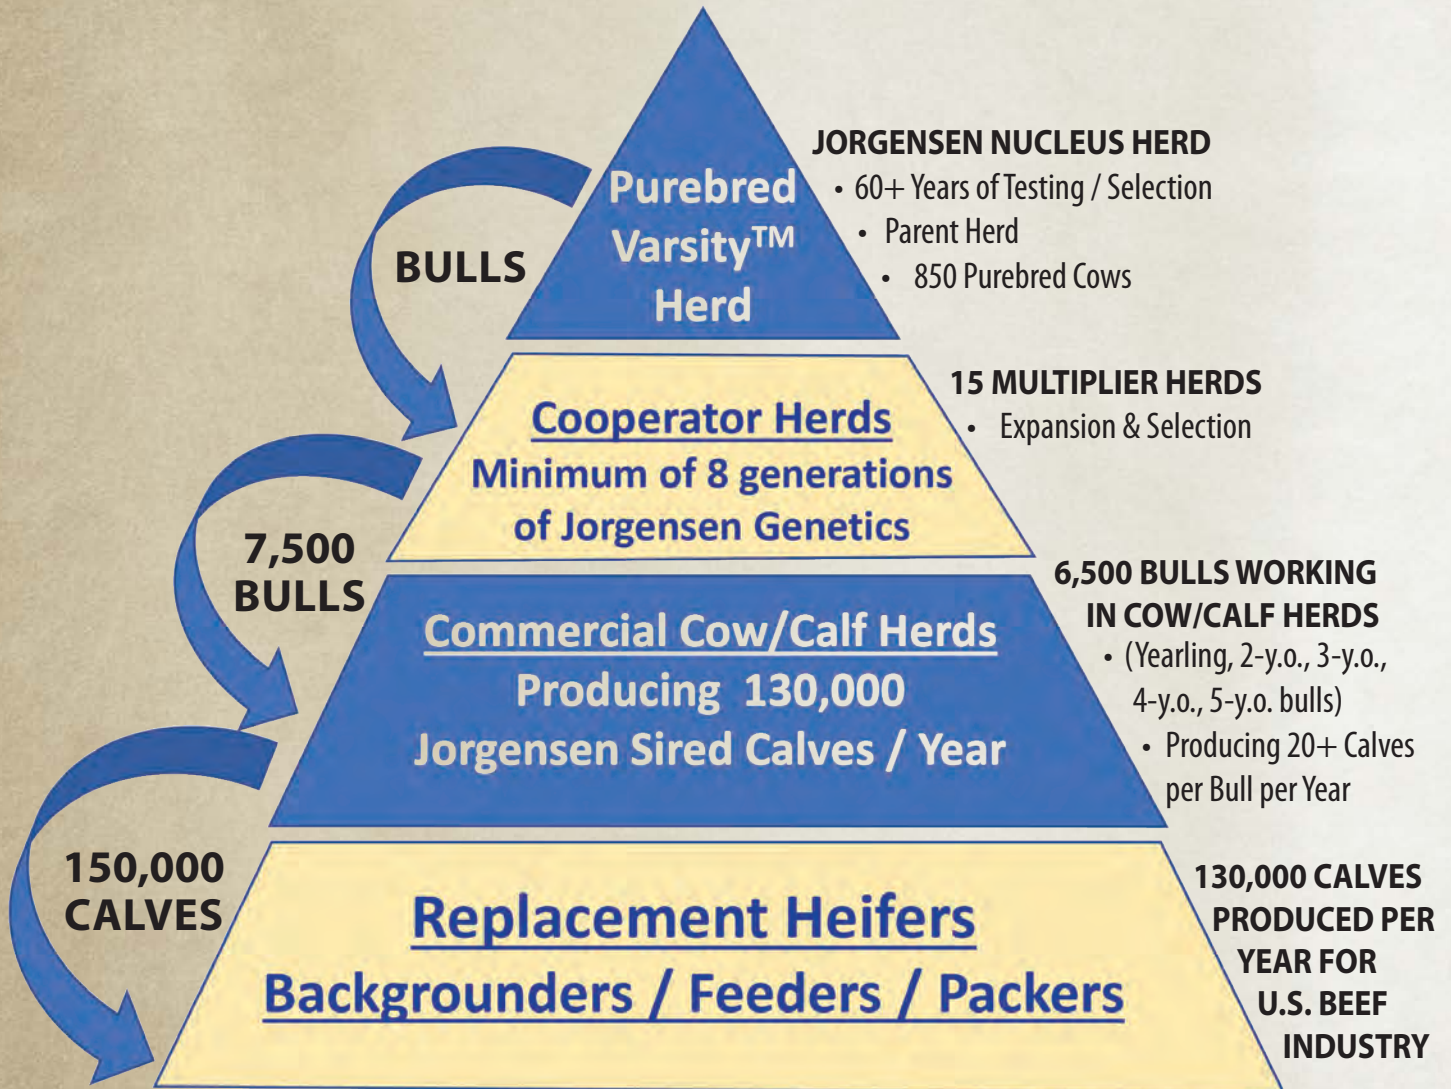 JORGENSEN NUCLEUS HERD
• 60+ Years of Testing / Selection
• Parent Herd
• 850 Purebred Cows
Purebred
Varsity™
Herd
BULLS
15 MULTIPLIER HERDS
• Expansion & Selection
Cooperator Herds
Minimum of 8 generations
of Jorgensen Genetics
7,500
BULLS
6,500 BULLS WORKING
IN COW/CALF HERDS
• (Yearling, 2-y.o., 3-y.o.,
4-y.o., 5-y.o. bulls)
• Producing 20+ Calves
per Bull per Year
Commercial Cow/Calf Herds
Producing 130,000
Jorgensen Sired Calves / Year
150,000
CALVES
130,000 CALVES
PRODUCED PER
YEAR FOR
U.S. BEEF
INDUSTRY
Replacement Heifers
Backgrounders / Feeders / Packers